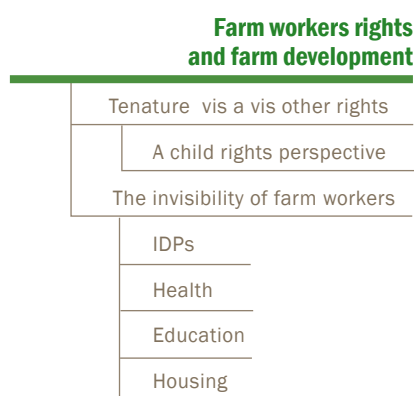 Farm workers rights
and farm development
Tenature vis a vis other rights
A child rights perspective
The invisibility of farm workers
IDPs
Health
Education
Housing